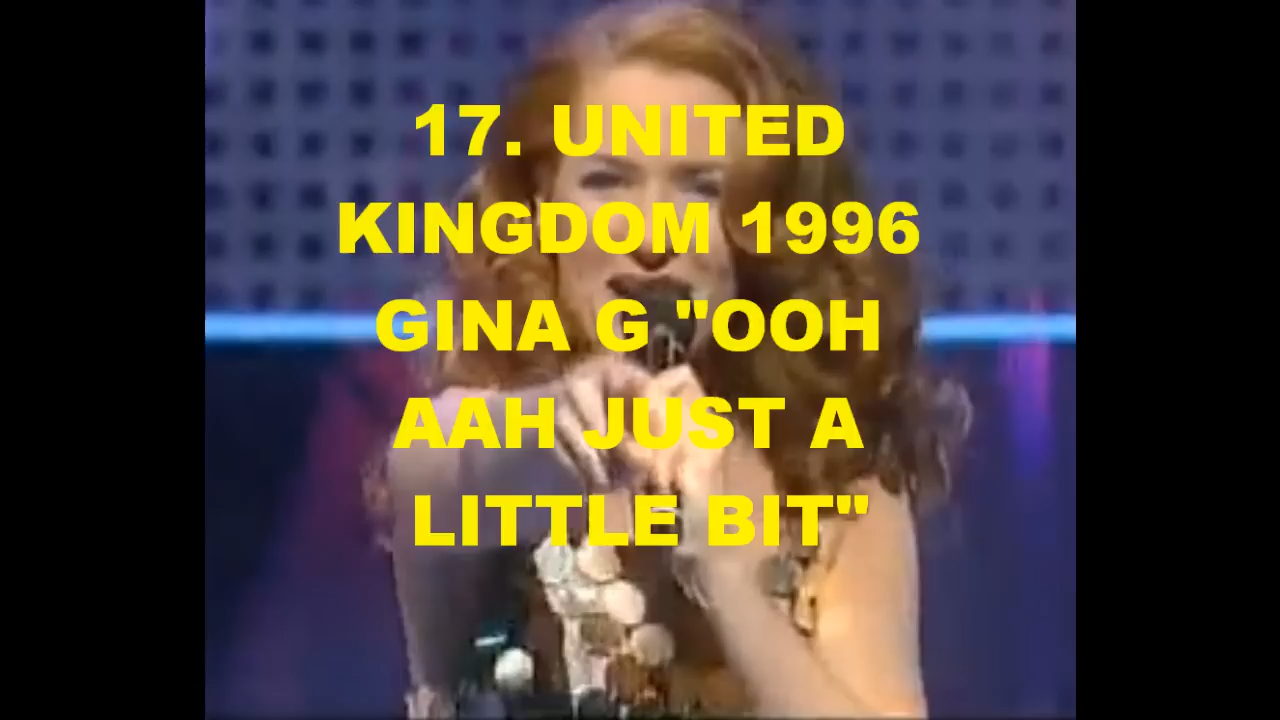 17. UNITED
KINGDOM 1996
GINA G "OOH
AAH JUST A
LITTLE BIT"